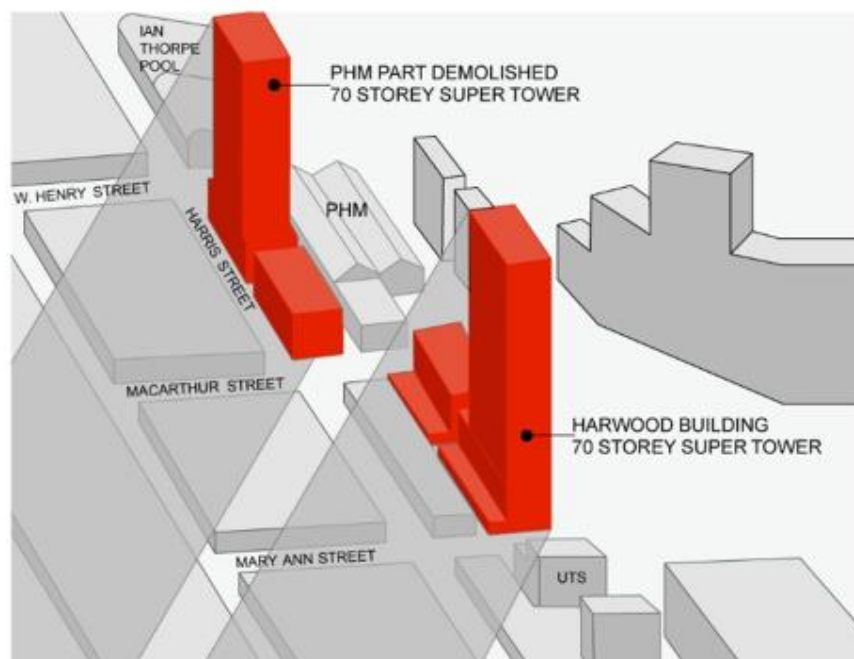 IAN
THORPE
POOL
PHM PART DEMOLISHED
70 STOREY SUPER TOWER
W. HENRY STREET
PHM
HARRIS STREET
MACARTHUR STREET
HARWOOD BUILDING
70 STOREY SUPER TOWER
MARY ANN STREET
UTS